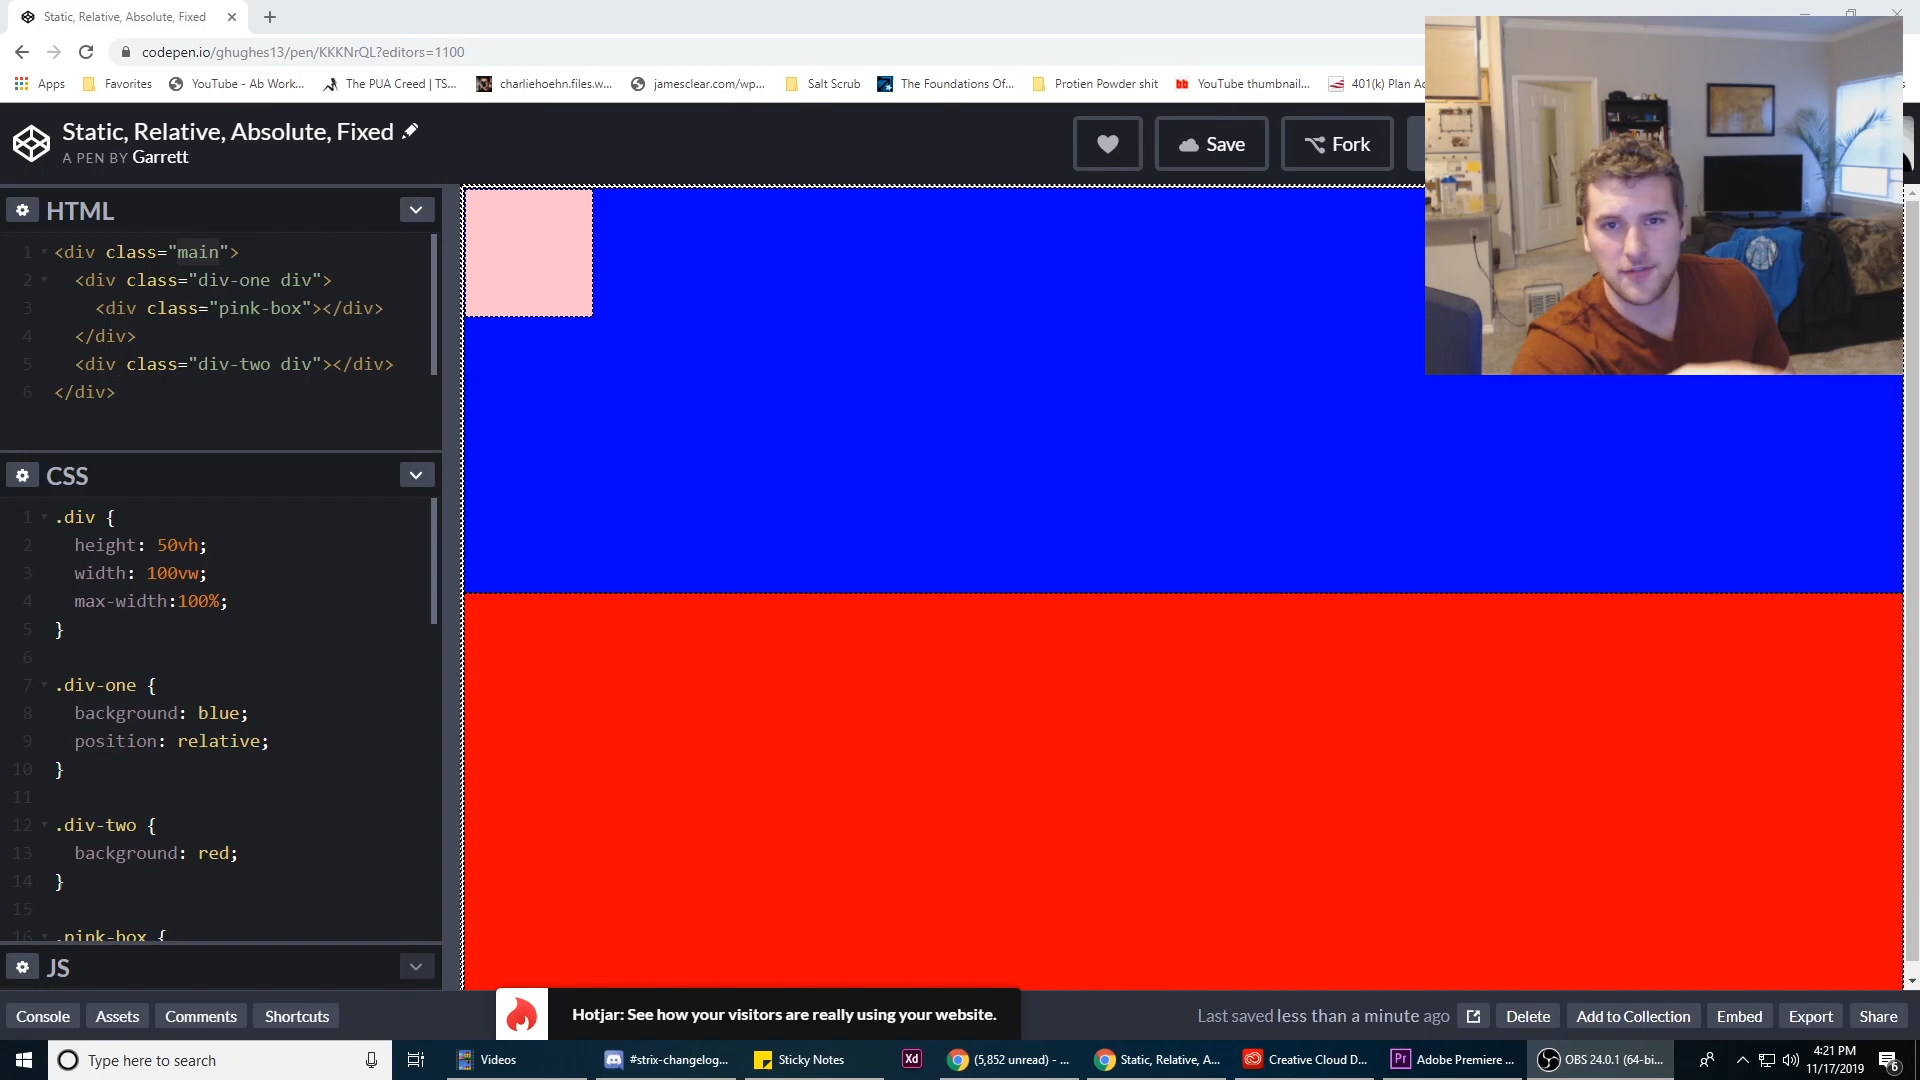 Static, Relative, Absolute, Fixed
codepen.io/ghughes13/pen/KKKNrQL?editors=1100
Apps
Favorites
YouTube - Ab Work...
The PUA Creed | TS...
charliehoehn.files.w...
jamesclear.com/wp...
Salt Scrub
The Foundations Of...
Protien Powder shit
YouTube thumbnail...
401(k) Plan Ac
Static, Relative, Absolute, Fixed
A PEN BY Garrett
Save
Fork
HTML
1 <div class="main">
2 <div class="div-one div">
3 <div class="pink-box"></div>
4 </div>
5 <div class="div-two div"></div>
6 </div>
CSS
1 .div {
2 height: 50vh;
3 width: 100vw;
4 max-width:100%;
5 }
6
7 .div-one {
8 background: blue;
9 position: relative;
10 }
11
12 .div-two {
13 background: red;
14 }
15
16 .pink-box {
JS
Console
Assets
Comments
Shortcuts
Hotjar: See how your visitors are really using your website.
Last saved less than a minute ago
Delete
Add to Collection
Embed
Export
Share
Type here to search
Videos
#strix-changelog...
Sticky Notes
Xd
(5,852 unread) - ...
Static, Relative, A...
Creative Cloud D...
Pr
Adobe Premiere ...
OBS 24.0.1 (64-bi...
4:21 PM
11/17/2019
6